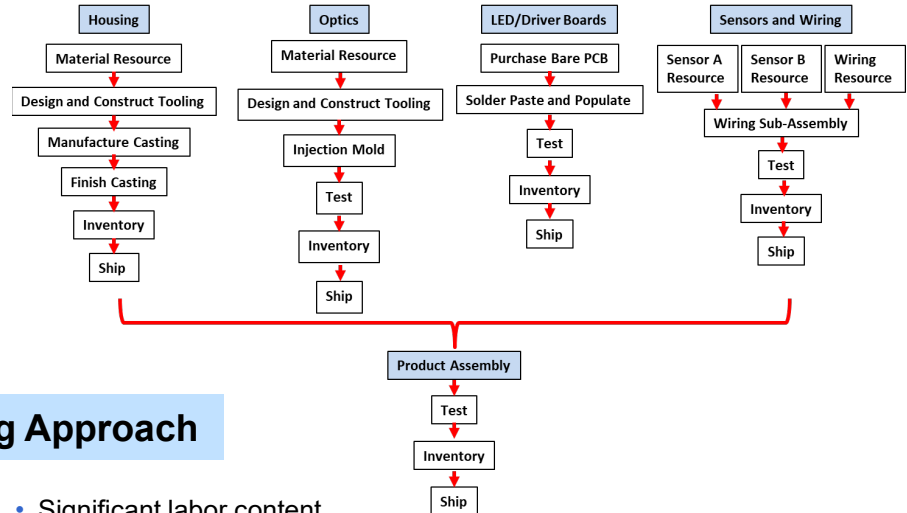 Housing
Material Resource
Design and Construct Tooling
Manufacture Casting
Finish Casting
Inventory
Ship
Optics
Material Resource
Design and Construct Tooling
Injection Mold
Test
Inventory
Ship
LED/Driver Boards
Purchase Bare PCB
Solder Paste and Populate
Test
Inventory
Ship
Sensors and Wiring
Sensor A
Resource
Sensor B
Resource
Wiring
Resource
Wiring Sub-Assembly
Test
Inventory
Ship
Product Assembly
Test
Inventory
Ship
g Approach
• Significant labor content